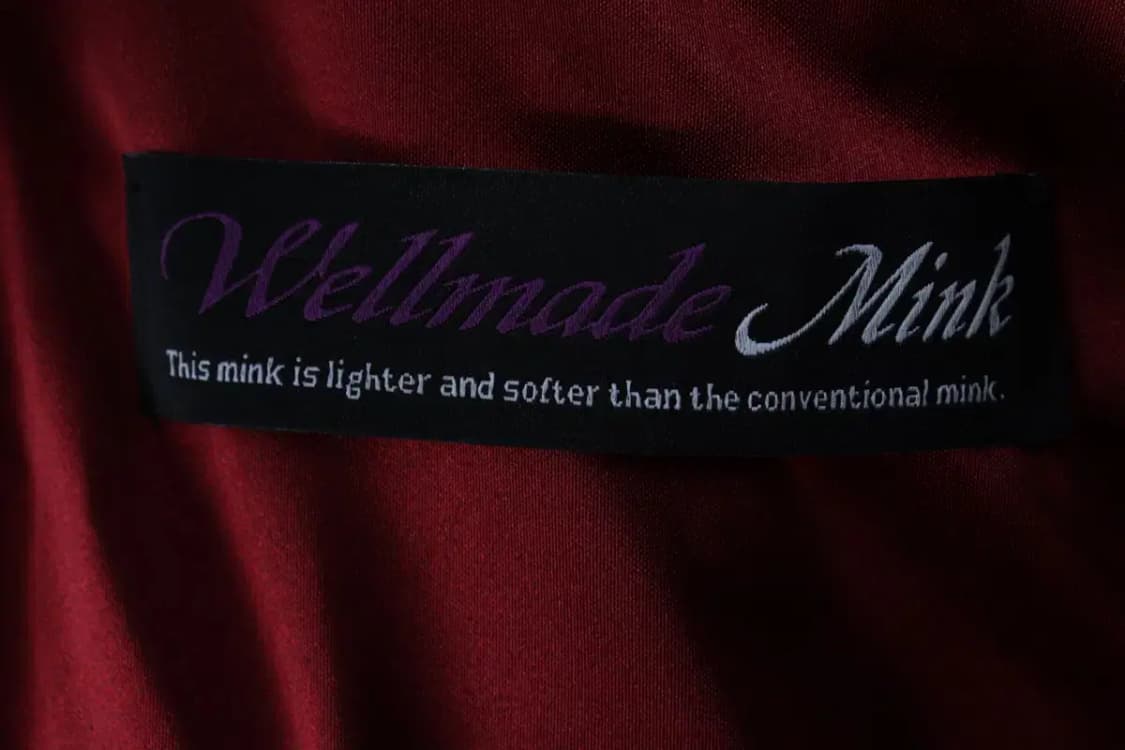 Wellmade Mink
This mink is lighter and softer than the conventional mink.